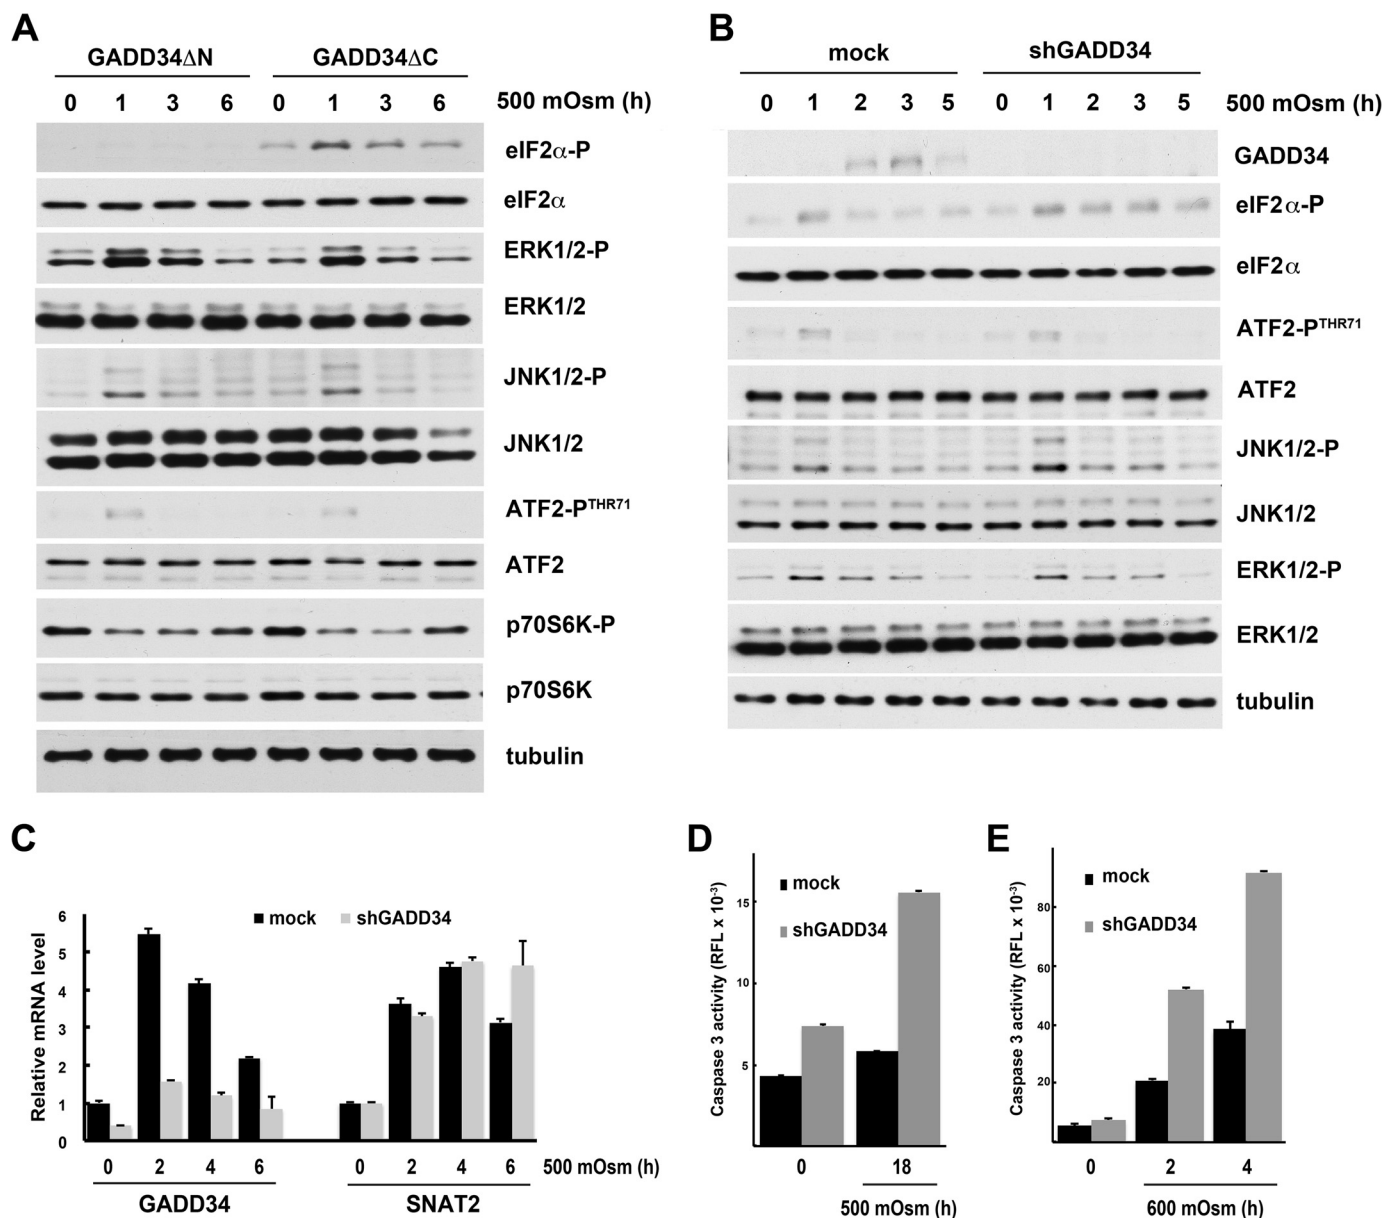 A
GADD34ΔN GADD34ΔC
0 1 3 6 0 1 3 6 500 mOsm (h)
eIF2α-P
eIF2α
ERK1/2-P
ERK1/2
JNK1/2-P
JNK1/2
ATF2-PTHR71
ATF2
p70S6K-P
p70S6K
tubulin
B
mock shGADD34
0 1 2 3 5 0 1 2 3 5 500 mOsm (h)
GADD34
eIF2α-P
eIF2α
ATF2-PTHR71
ATF2
JNK1/2-P
JNK1/2
ERK1/2-P
ERK1/2
tubulin
C
Relative mRNA level
6
5
4
3
2
1
0
mock shGADD34
0 2 4 6 0 2 4 6 500 mOsm (h)
GADD34 SNAT2
D
Caspase 3 activity (RFL x 10-3)
15
10
5
mock
shGADD34
0 18
500 mOsm (h)
E
Caspase 3 activity (RFL x 10-3)
80
60
40
20
mock
shGADD34
0 2 4
600 mOsm (h)